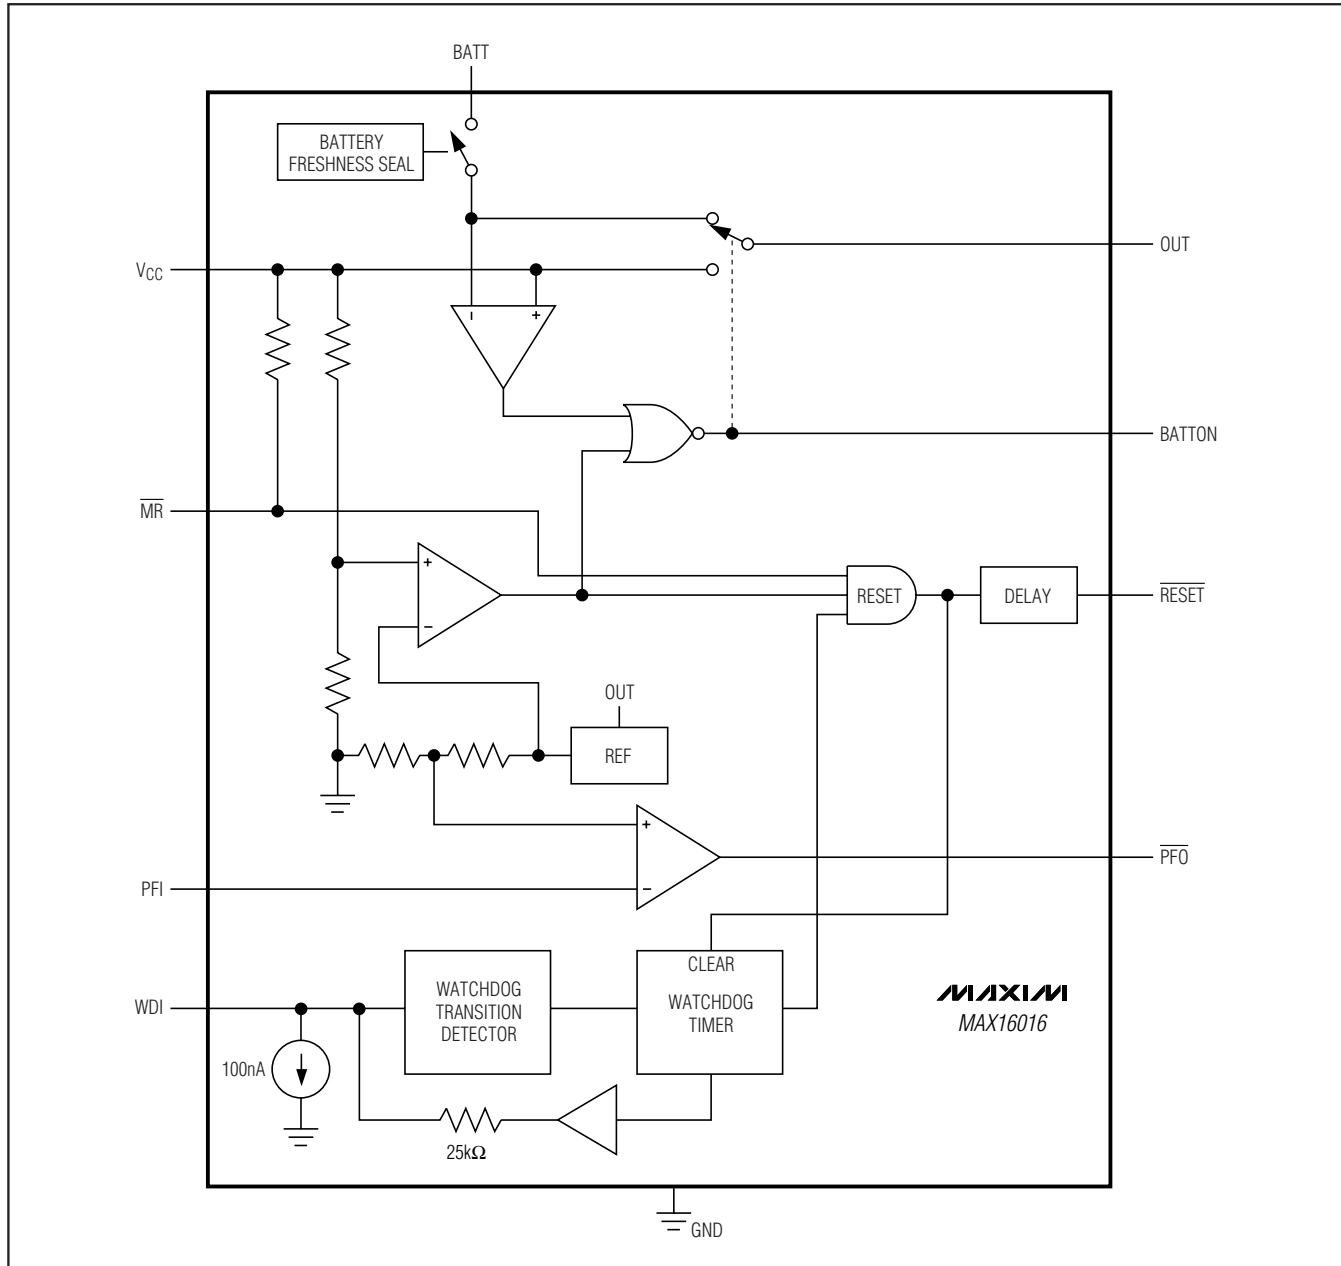 BATT
BATTERY
FRESHNESS SEAL
OUT
VCC
+
BATTON
MR
+
RESET
DELAY
RESET
OUT
REF
+
PFO
PFI
CLEAR
WDI
WATCHDOG
TRANSITION
DETECTOR
WATCHDOG
TIMER
MAXIM
MAX16016
100nA
25kΩ
GND